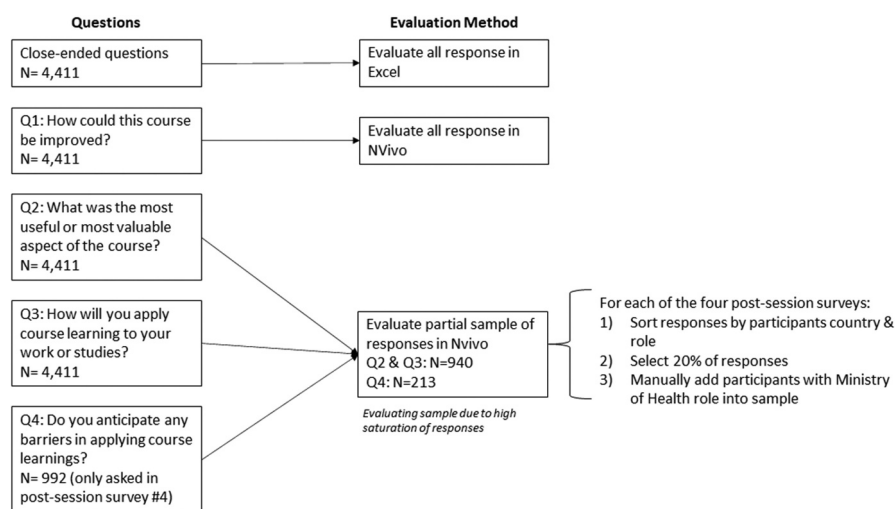 Questions
Evaluation Method
Close-ended questions
N= 4,411
Evaluate all response in
Excel
Q1: How could this course
be improved?
N= 4,411
Evaluate all response in
NVivo
Q2: What was the most
useful or most valuable
aspect of the course?
N= 4,411
Q3: How will you apply
course learning to your
work or studies?
N= 4,411
Q4: Do you anticipate any
barriers in applying course
learnings?
N= 992 (only asked in
post-session survey #4)
Evaluate partial sample of
responses in Nvivo
Q2 & Q3: N=940
Q4: N=213
Evaluating sample due to high
saturation of responses
For each of the four post-session surveys:
1) Sort responses by participants country &
role
2) Select 20% of responses
3) Manually add participants with Ministry
of Health role into sample